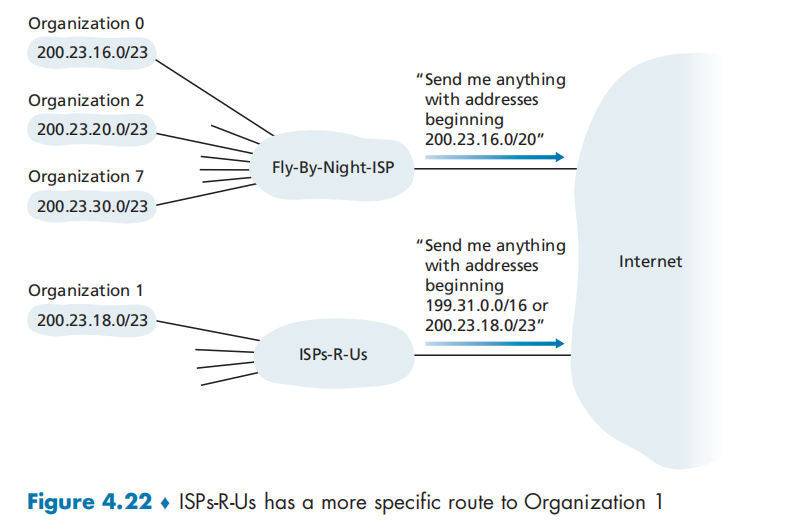 Organization 0
200.23.16.0/23
Organization 2
200.23.20.0/23
Organization 7
200.23.30.0/23
Fly-By-Night-ISP
“Send me anything
with addresses
beginning
200.23.16.0/20”
Organization 1
200.23.18.0/23
ISPs-R-Us
“Send me anything
with addresses
beginning
199.31.0.0/16 or
200.23.18.0/23”
Internet
Figure 4.22 ♦ ISPs-R-Us has a more specific route to Organization 1